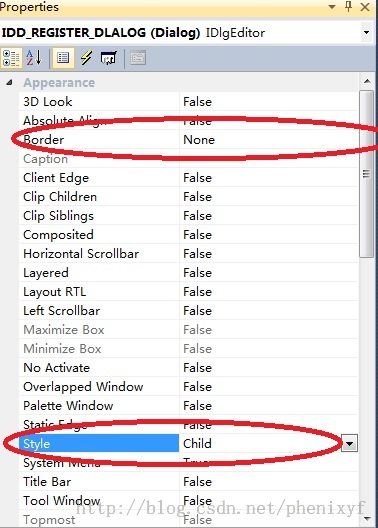 Properties
IDD_REGISTER_DLALOG (Dialog) IDlgEditor
Appearance
3D Look False
Absolute Align False
Border None
Caption
Client Edge False
Clip Children False
Clip Siblings False
Composited False
Horizontal Scrollbar False
Layered False
Layout RTL False
Left Scrollbar False
Maximize Box False
Minimize Box False
No Activate False
Overlapped Window False
Palette Window False
Static Edge False
Style Child
System Menu True
Title Bar False
Tool Window False
Topmost False
http://blog.csdn.net/phenixyf